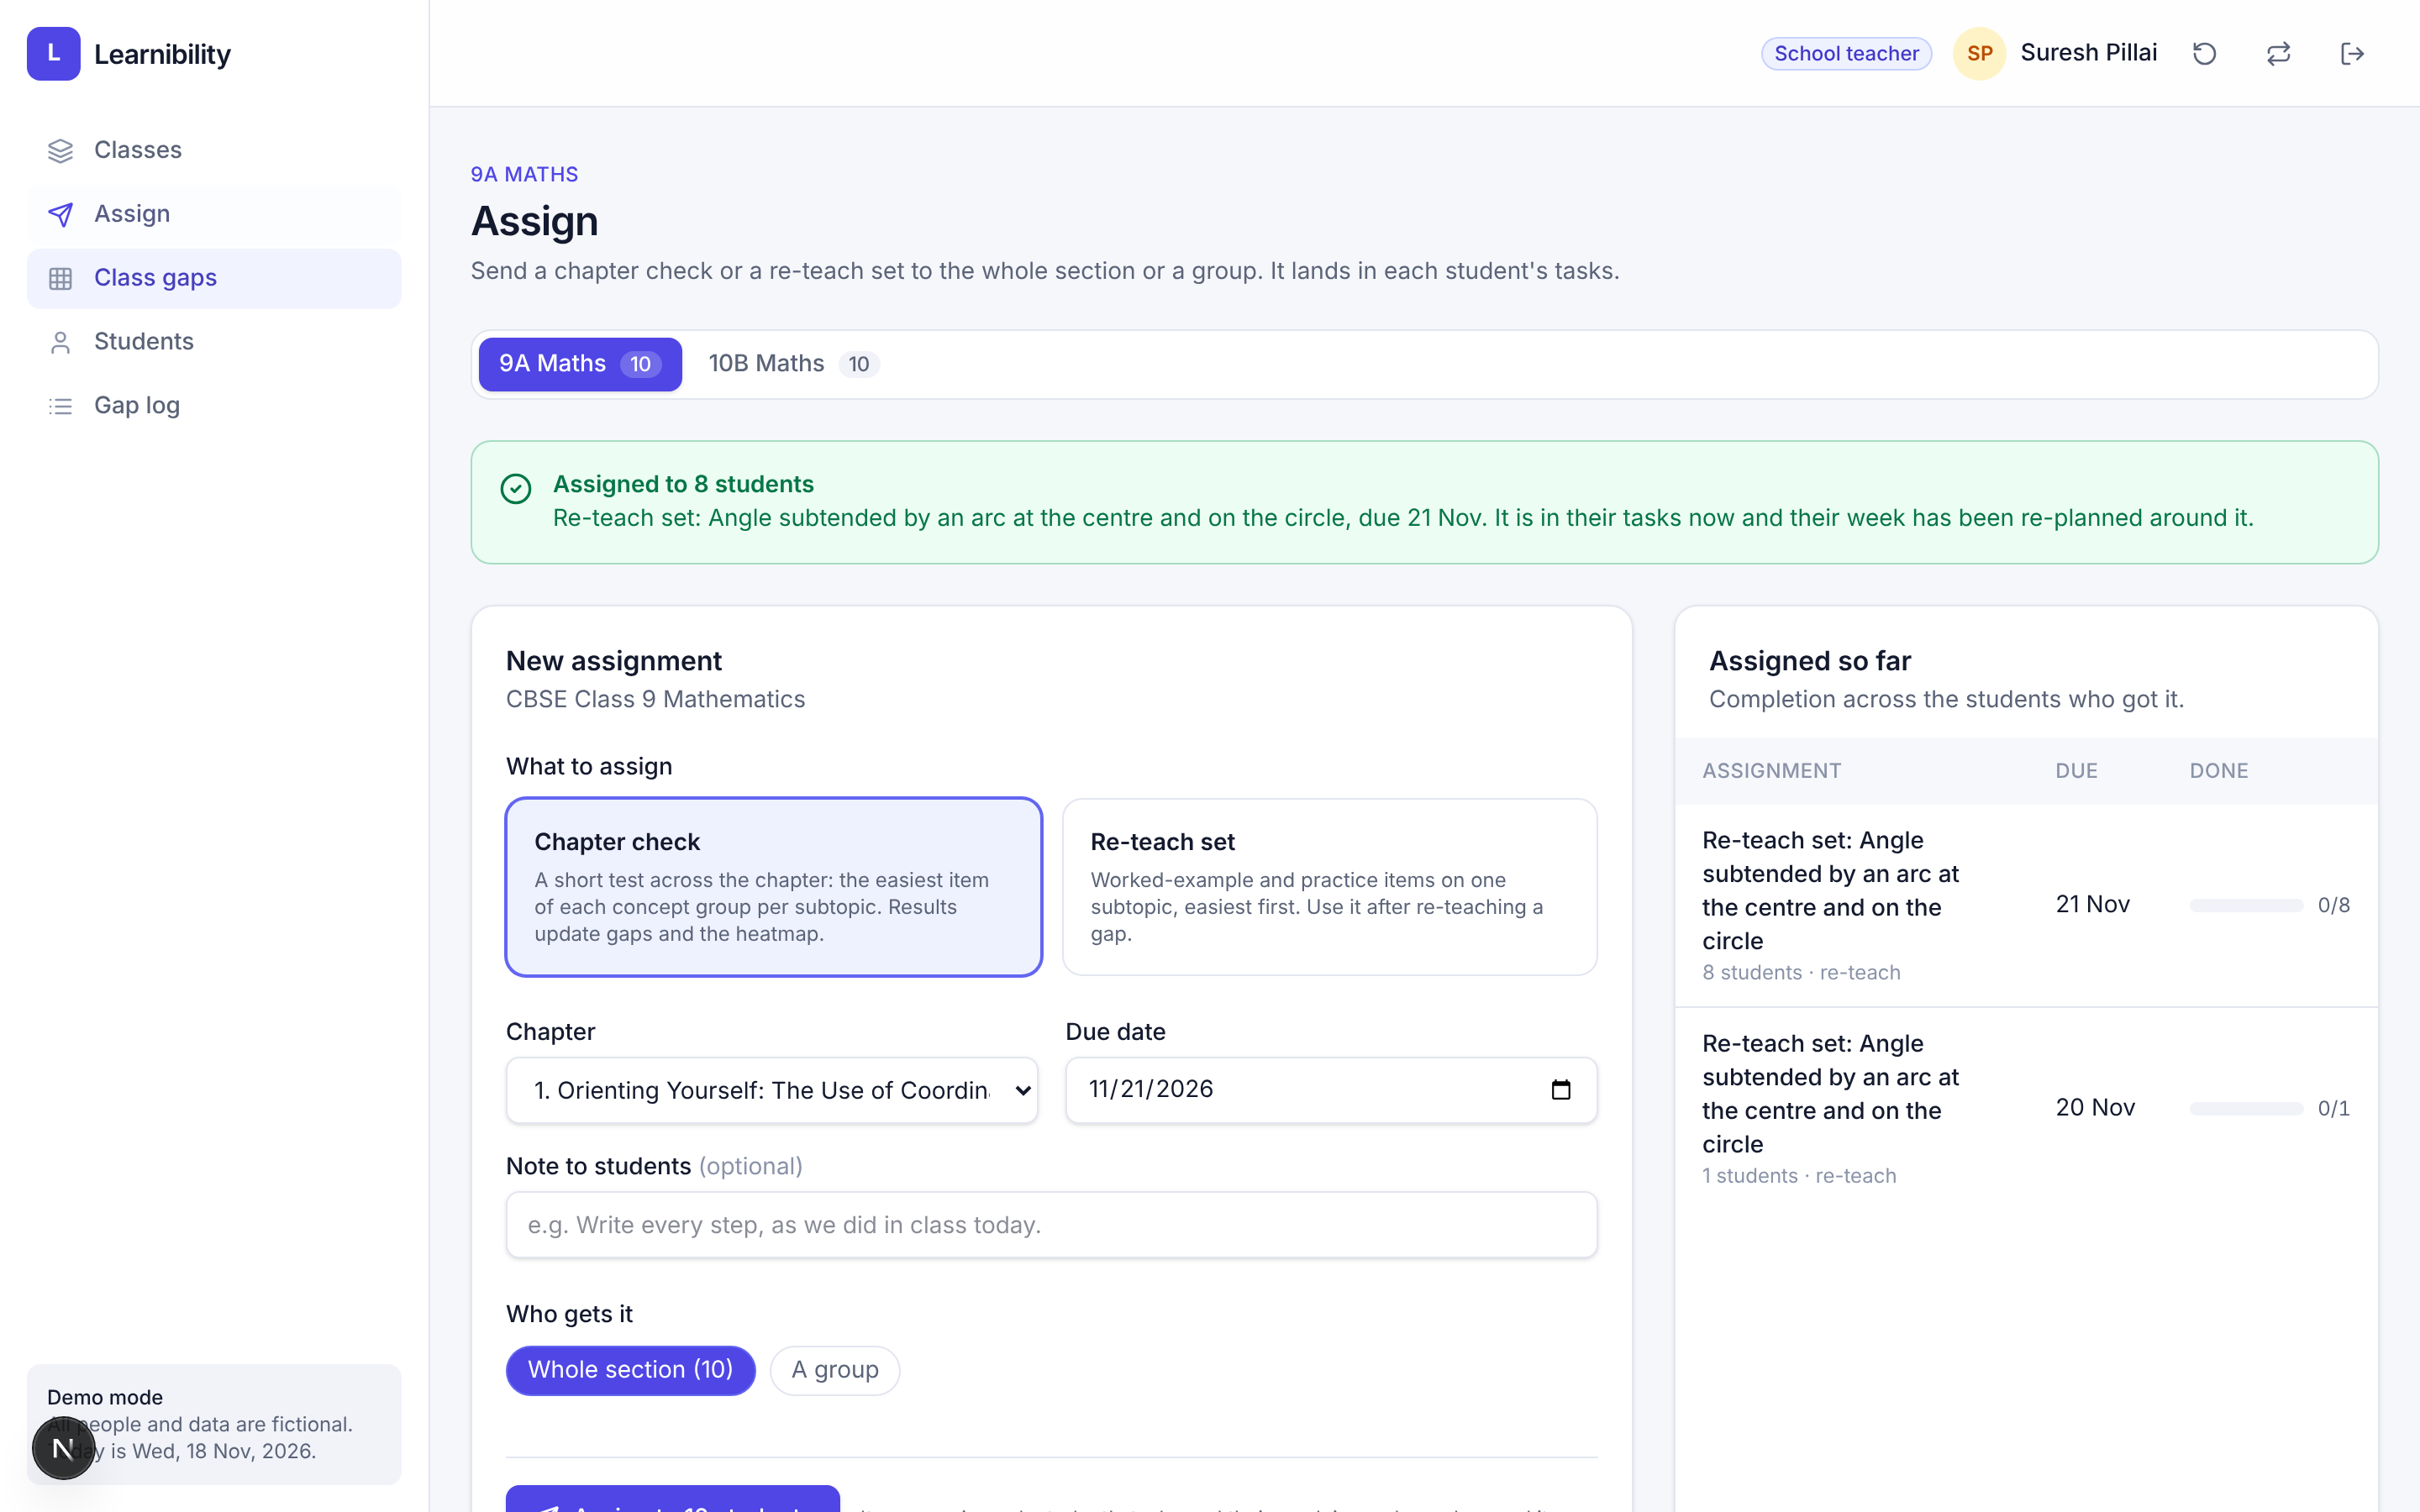 L Learnibility
School teacher SP Suresh Pillai
Classes
Assign
Class gaps
Students
Gap log
9A MATHS
Assign
Send a chapter check or a re-teach set to the whole section or a group. It lands in each student's tasks.
9A Maths 10 10B Maths 10
Assigned to 8 students
Re-teach set: Angle subtended by an arc at the centre and on the circle, due 21 Nov. It is in their tasks now and their week has been re-planned around it.
New assignment
CBSE Class 9 Mathematics
What to assign
Chapter check
A short test across the chapter: the easiest item
of each concept group per subtopic. Results
update gaps and the heatmap.
Re-teach set
Worked-example and practice items on one
subtopic, easiest first. Use it after re-teaching a
gap.
Chapter
1. Orienting Yourself: The Use of Coordin
Due date
11/21/2026
Note to students (optional)
e.g. Write every step, as we did in class today.
Who gets it
Whole section (10) A group
Assigned so far
Completion across the students who got it.
ASSIGNMENT DUE DONE
Re-teach set: Angle
subtended by an arc at
the centre and on the
circle
8 students · re-teach
21 Nov 0/8
Re-teach set: Angle
subtended by an arc at
the centre and on the
circle
1 students · re-teach
20 Nov 0/1
Demo mode
All people and data are fictional.
Today is Wed, 18 Nov, 2026.
N